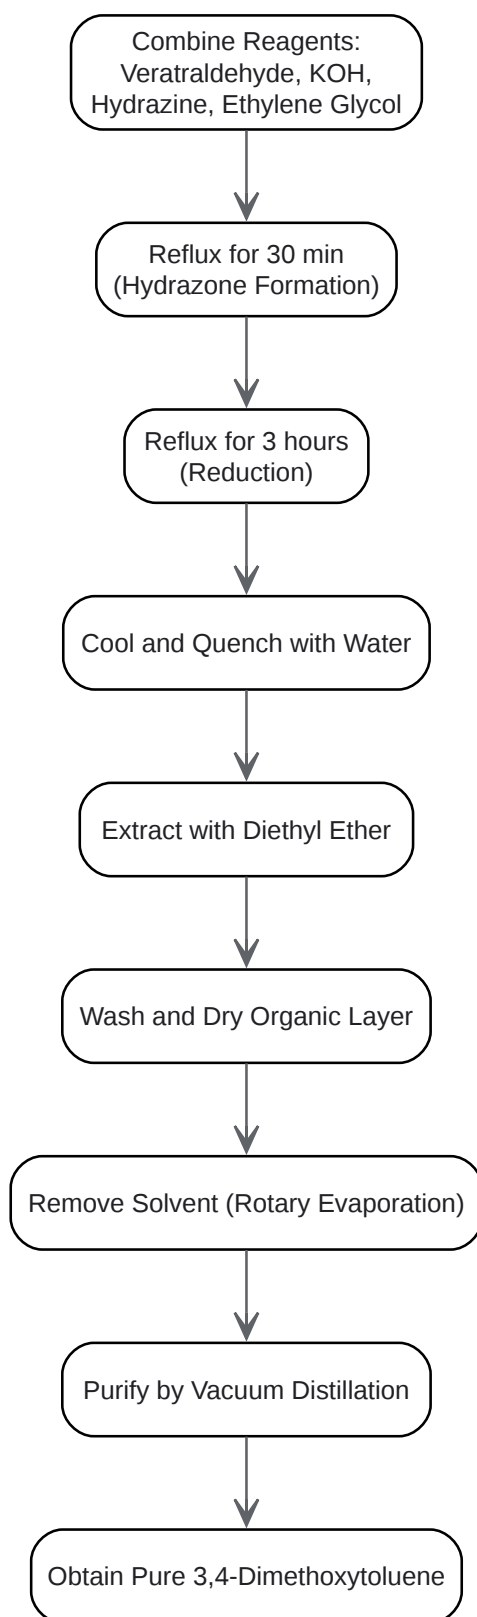 Combine Reagents:
Veratraldehyde, KOH,
Hydrazine, Ethylene Glycol
Reflux for 30 min
(Hydrazone Formation)
Reflux for 3 hours
(Reduction)
Cool and Quench with Water
Extract with Diethyl Ether
Wash and Dry Organic Layer
Remove Solvent (Rotary Evaporation)
Purify by Vacuum Distillation
Obtain Pure 3,4-Dimethoxytoluene